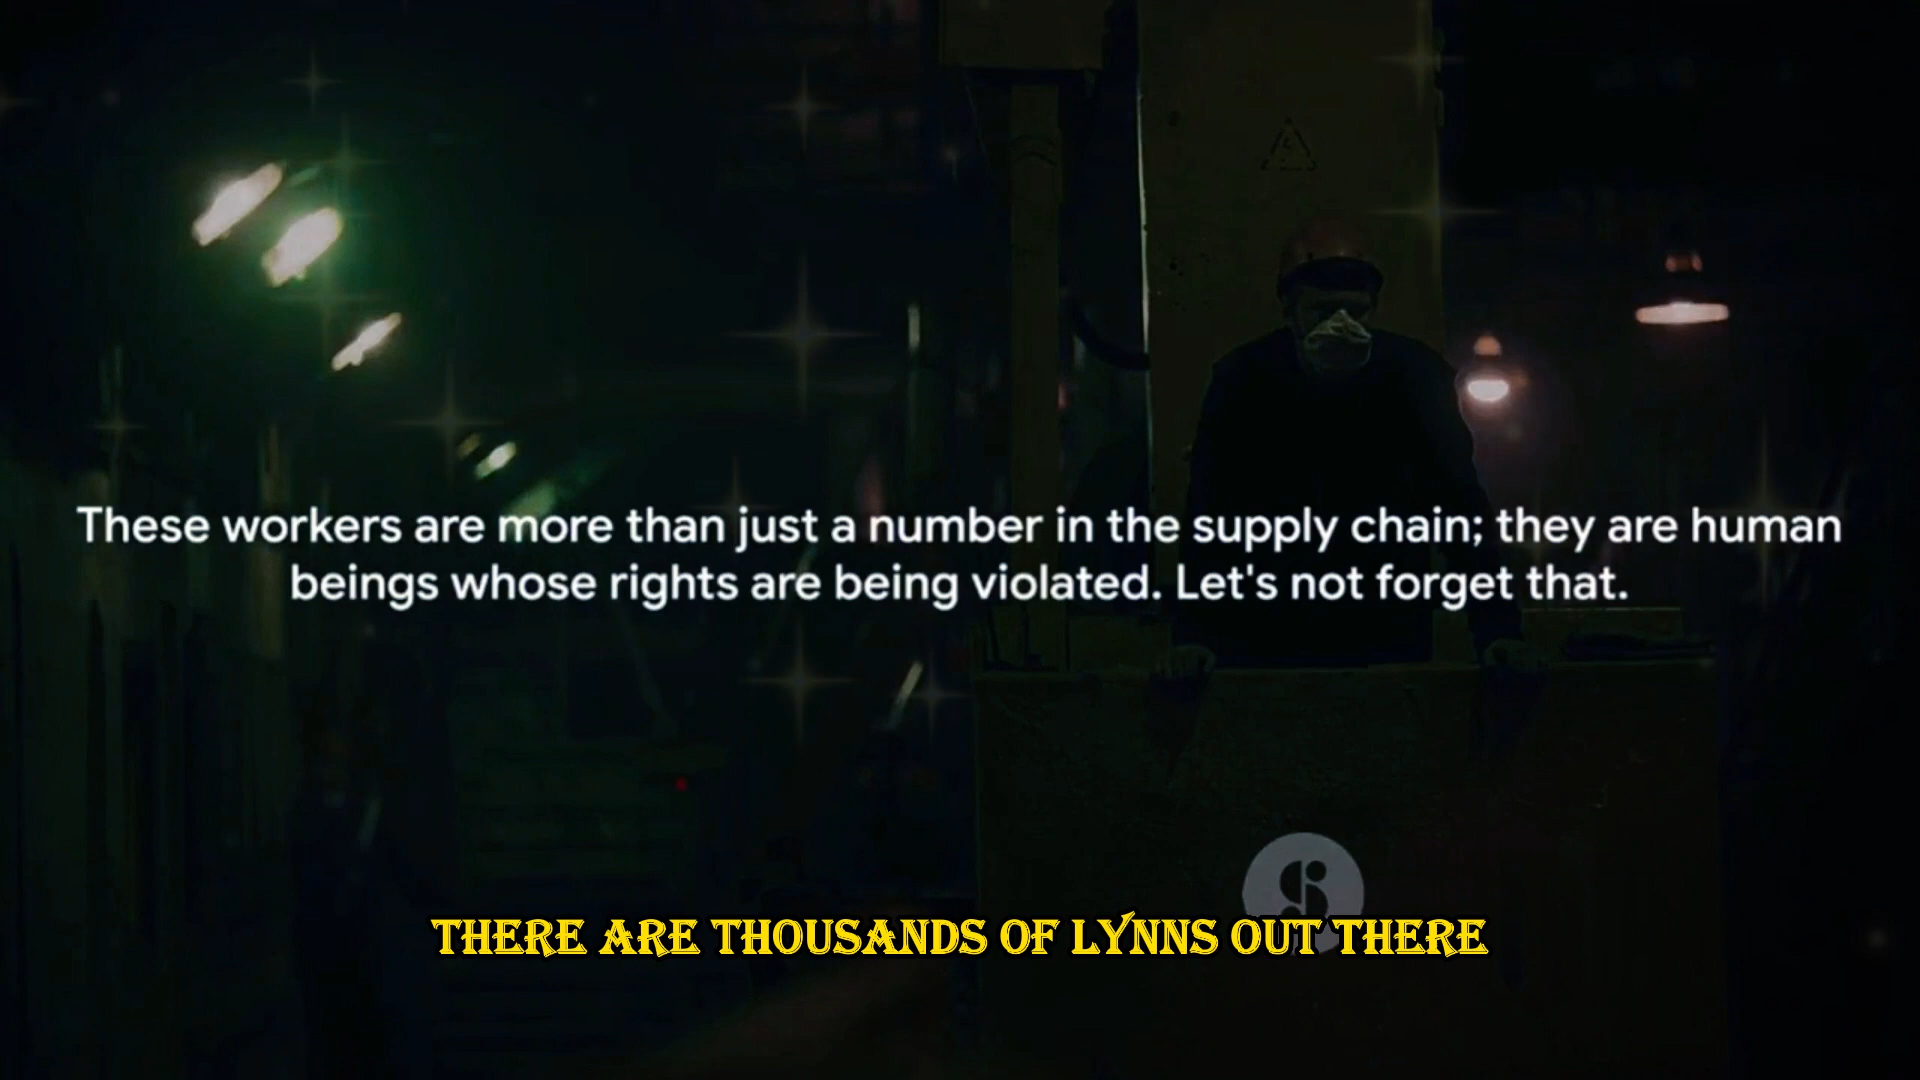 These workers are more than just a number in the supply chain; they are human
beings whose rights are being violated. Let's not forget that.
THERE ARE THOUSANDS OF LYNNS OUT THERE